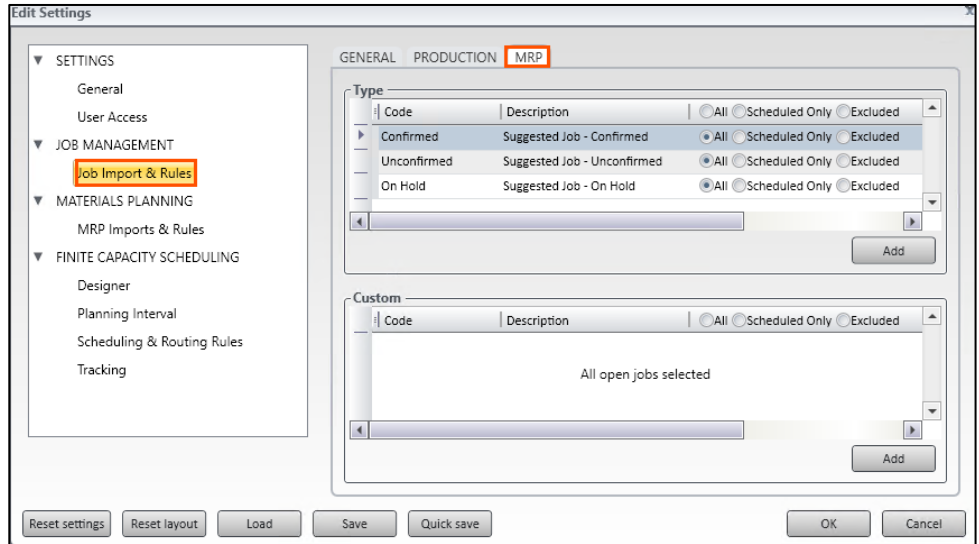 Edit Settings
x
SETTINGS
General
User Access
JOB MANAGEMENT
Job Import & Rules
MATERIALS PLANNING
MRP Imports & Rules
FINITE CAPACITY SCHEDULING
Designer
Planning Interval
Scheduling & Routing Rules
Tracking
GENERAL PRODUCTION MRP
Type
Code Description All Scheduled Only Excluded
Confirmed Suggested Job - Confirmed All Scheduled Only Excluded
Unconfirmed Suggested Job - Unconfirmed All Scheduled Only Excluded
On Hold Suggested Job - On Hold All Scheduled Only Excluded
Add
Custom
Code Description All Scheduled Only Excluded
All open jobs selected
Add
Reset settings Reset layout Load Save Quick save OK Cancel